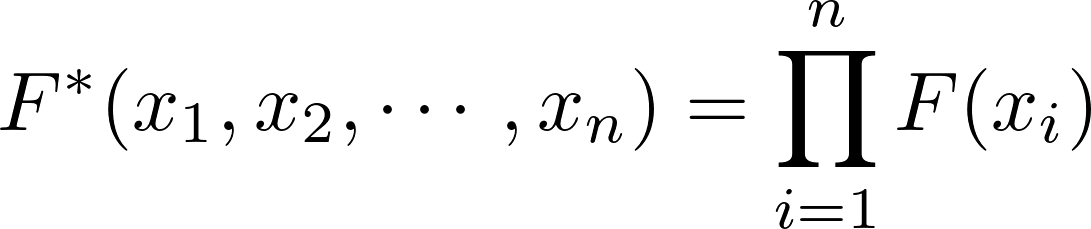 F^*(x_1, x_2, \cdots, x_n) = \prod_{i=1}^{n} F(x_i)